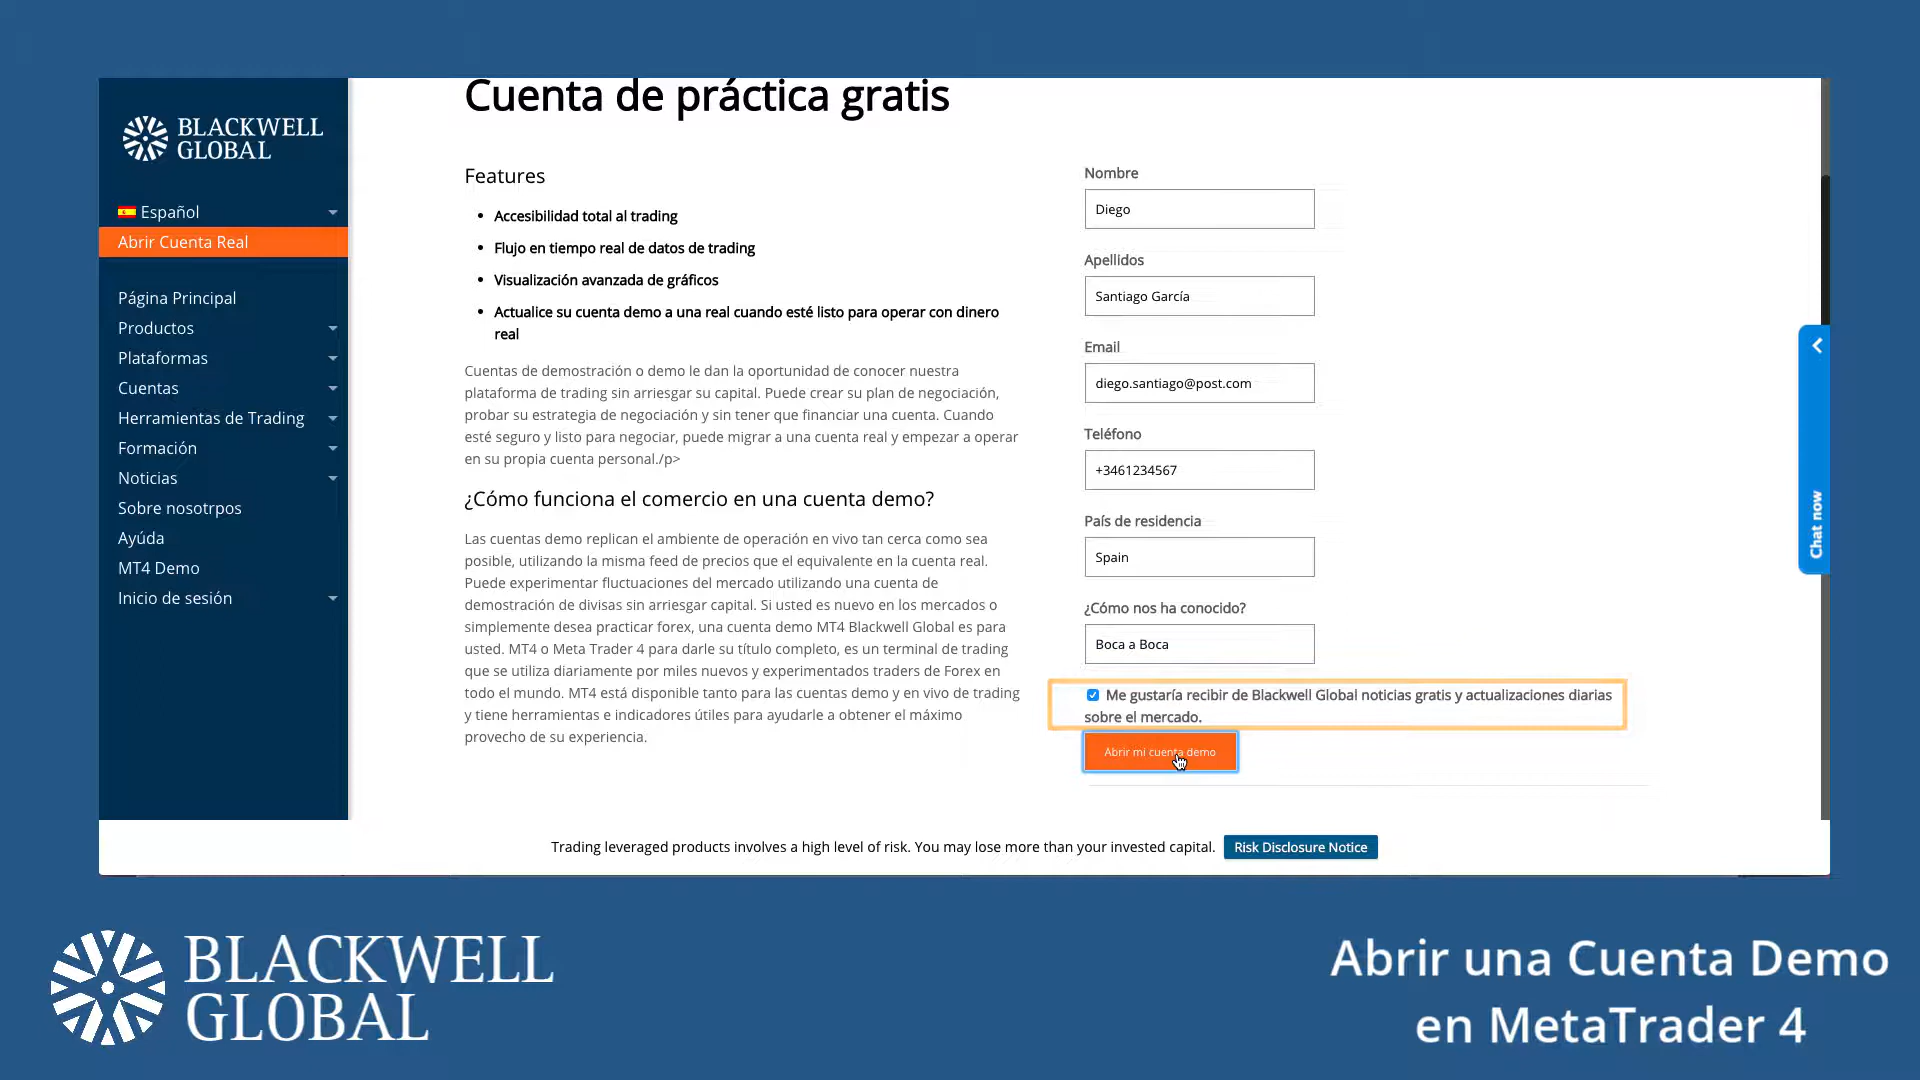 Cuenta de práctica gratis
BLACKWELL
GLOBAL
Español
Abrir Cuenta Real
Página Principal
Productos
Plataformas
Cuentas
Herramientas de Trading
Formación
Noticias
Sobre nosotrpos
Ayúda
MT4 Demo
Inicio de sesión
Features
• Accesibilidad total al trading
• Flujo en tiempo real de datos de trading
• Visualización avanzada de gráficos
• Actualice su cuenta demo a una real cuando esté listo para operar con dinero
real
Cuentas de demostración o demo le dan la oportunidad de conocer nuestra
plataforma de trading sin arriesgar su capital. Puede crear su plan de negociación,
probar su estrategia de negociación y sin tener que financiar una cuenta. Cuando
esté seguro y listo para negociar, puede migrar a una cuenta real y empezar a operar
en su propia cuenta personal./p>
¿Cómo funciona el comercio en una cuenta demo?
Las cuentas demo replican el ambiente de operación en vivo tan cerca como sea
posible, utilizando la misma feed de precios que el equivalente en la cuenta real.
Puede experimentar fluctuaciones del mercado utilizando una cuenta de
demostración de divisas sin arriesgar capital. Si usted es nuevo en los mercados o
simplemente desea practicar forex, una cuenta demo MT4 Blackwell Global es para
usted. MT4 o Meta Trader 4 para darle su título completo, es un terminal de trading
que se utiliza diariamente por miles nuevos y experimentados traders de Forex en
todo el mundo. MT4 está disponible tanto para las cuentas demo y en vivo de trading
y tiene herramientas e indicadores útiles para ayudarle a obtener el máximo
provecho de su experiencia.
Nombre
Diego
Apellidos
Santiago García
Email
diego.santiago@post.com
Teléfono
+3461234567
País de residencia
Spain
¿Cómo nos ha conocido?
Boca a Boca
Me gustaría recibir de Blackwell Global noticias gratis y actualizaciones diarias
sobre el mercado.
Abrir mi cuenta demo
Chat now
Trading leveraged products involves a high level of risk. You may lose more than your invested capital. Risk Disclosure Notice
BLACKWELL
GLOBAL
Abrir una Cuenta Demo
en MetaTrader 4